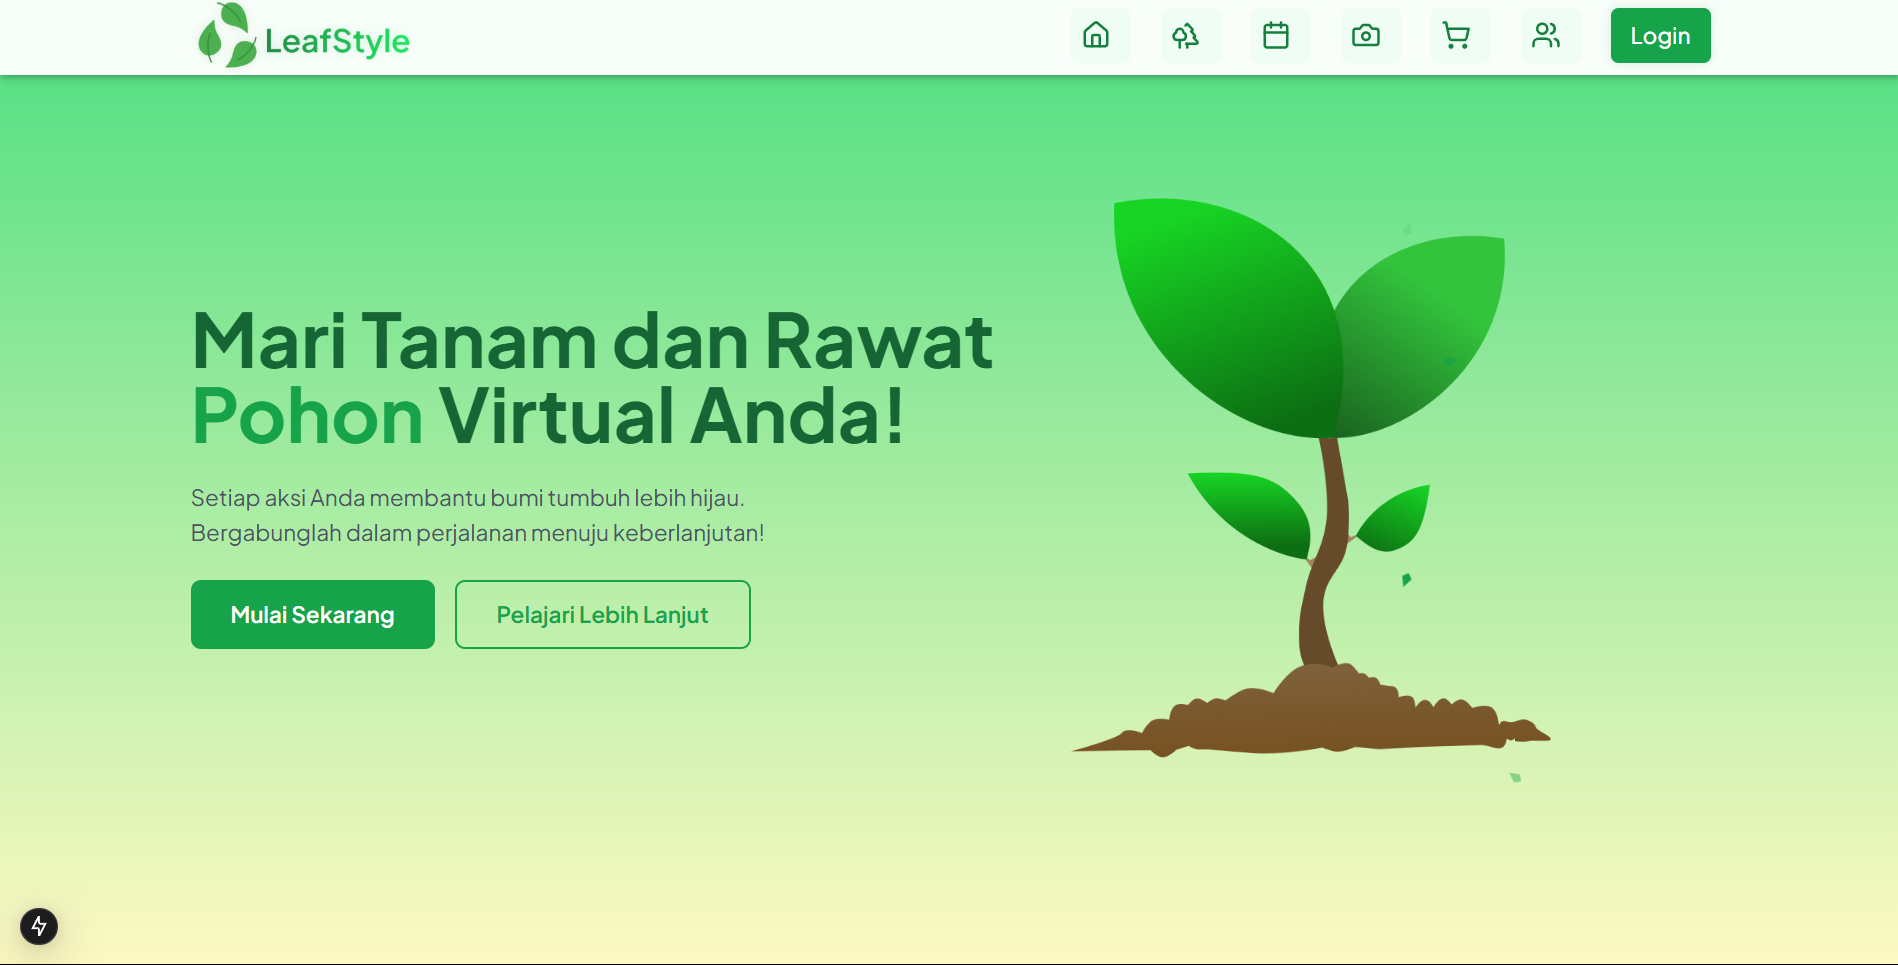 LeafStyle
Login
Mari Tanam dan Rawat
Pohon Virtual Anda!
Setiap aksi Anda membantu bumi tumbuh lebih hijau.
Bergabunglah dalam perjalanan menuju keberlanjutan!
Mulai Sekarang
Pelajari Lebih Lanjut